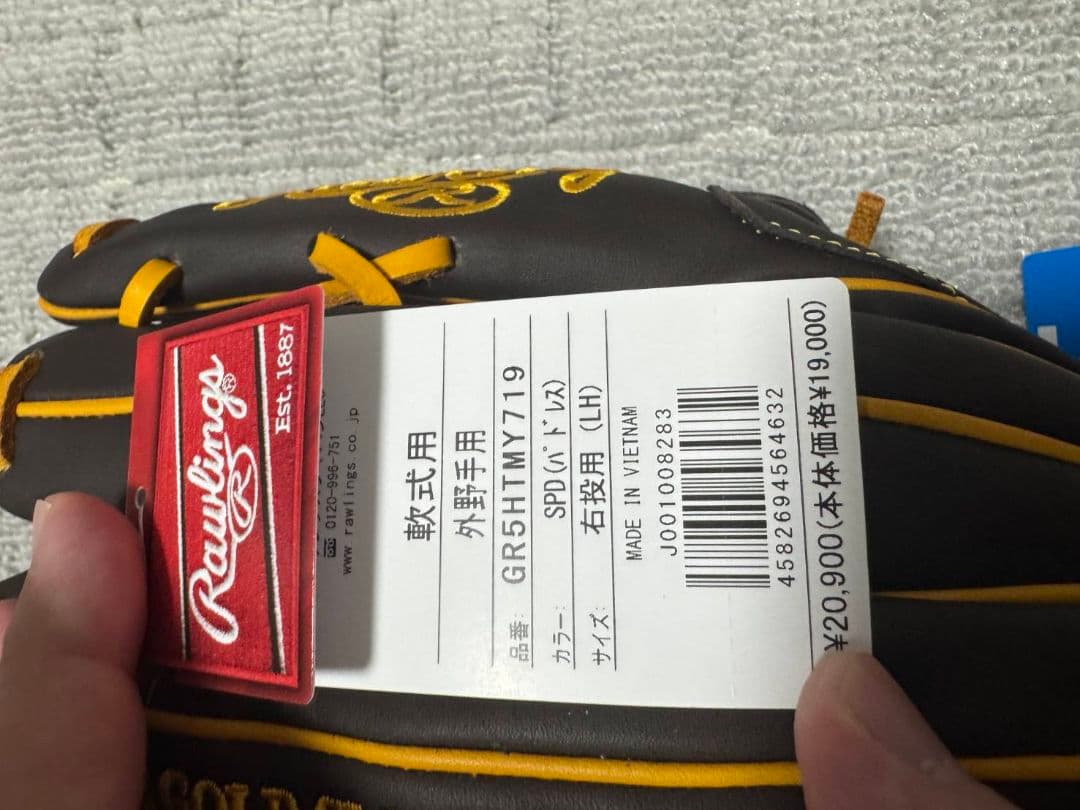 Rawlings
R
Est. 1887
0120-996-751
www.rawlings.co.jp
軟式用
外野手用
品番: GR5HTMY719
カラー: SPD(パドレス)
サイズ: 右投用 (LH)
MADE IN VIETNAM
J001008283
4582694564632
¥20,900(本体価格¥19,000)
R
GOLD